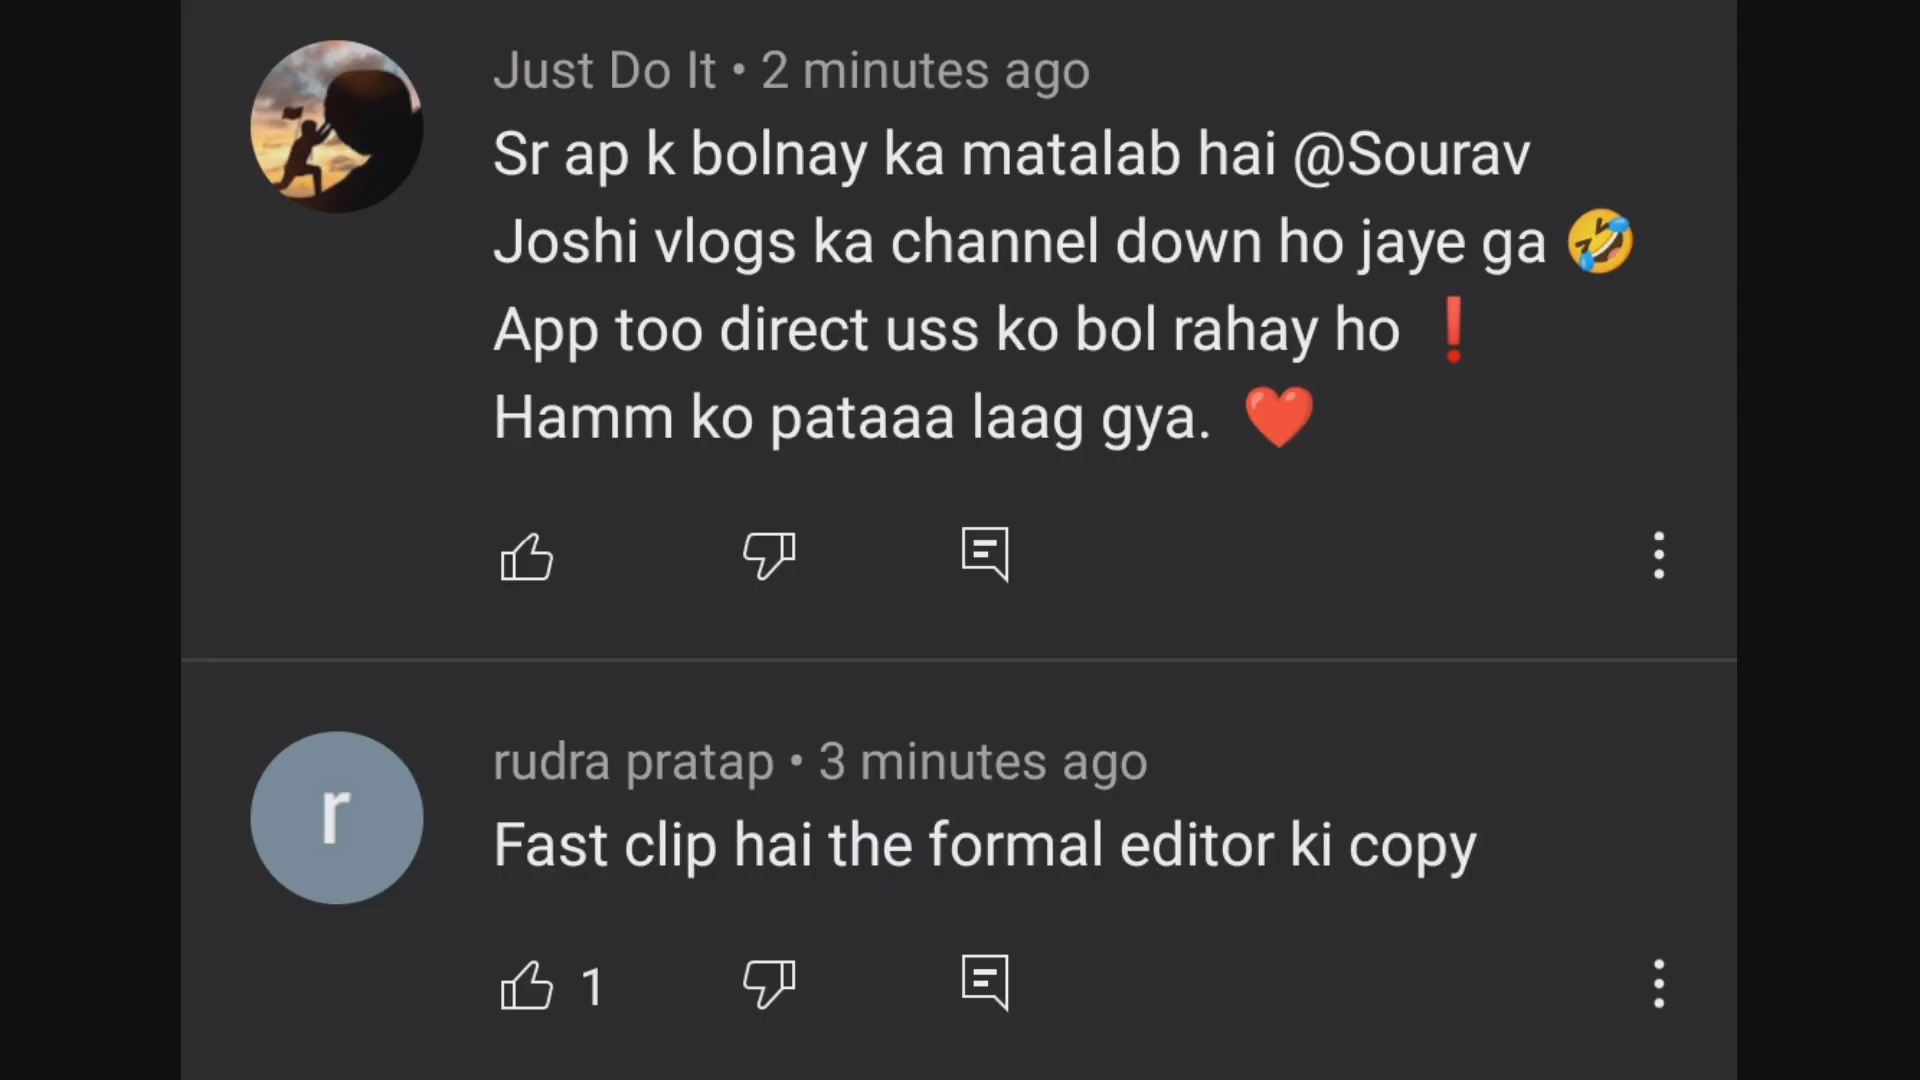 Just Do It • 2 minutes ago
Sr ap k bolnay ka matalab hai @Sourav
Joshi vlogs ka channel down ho jaye ga 🤣
App too direct uss ko bol rahay ho ❗
Hamm ko pataaa laag gya. ❤️
r
rudra pratap • 3 minutes ago
Fast clip hai the formal editor ki copy
1